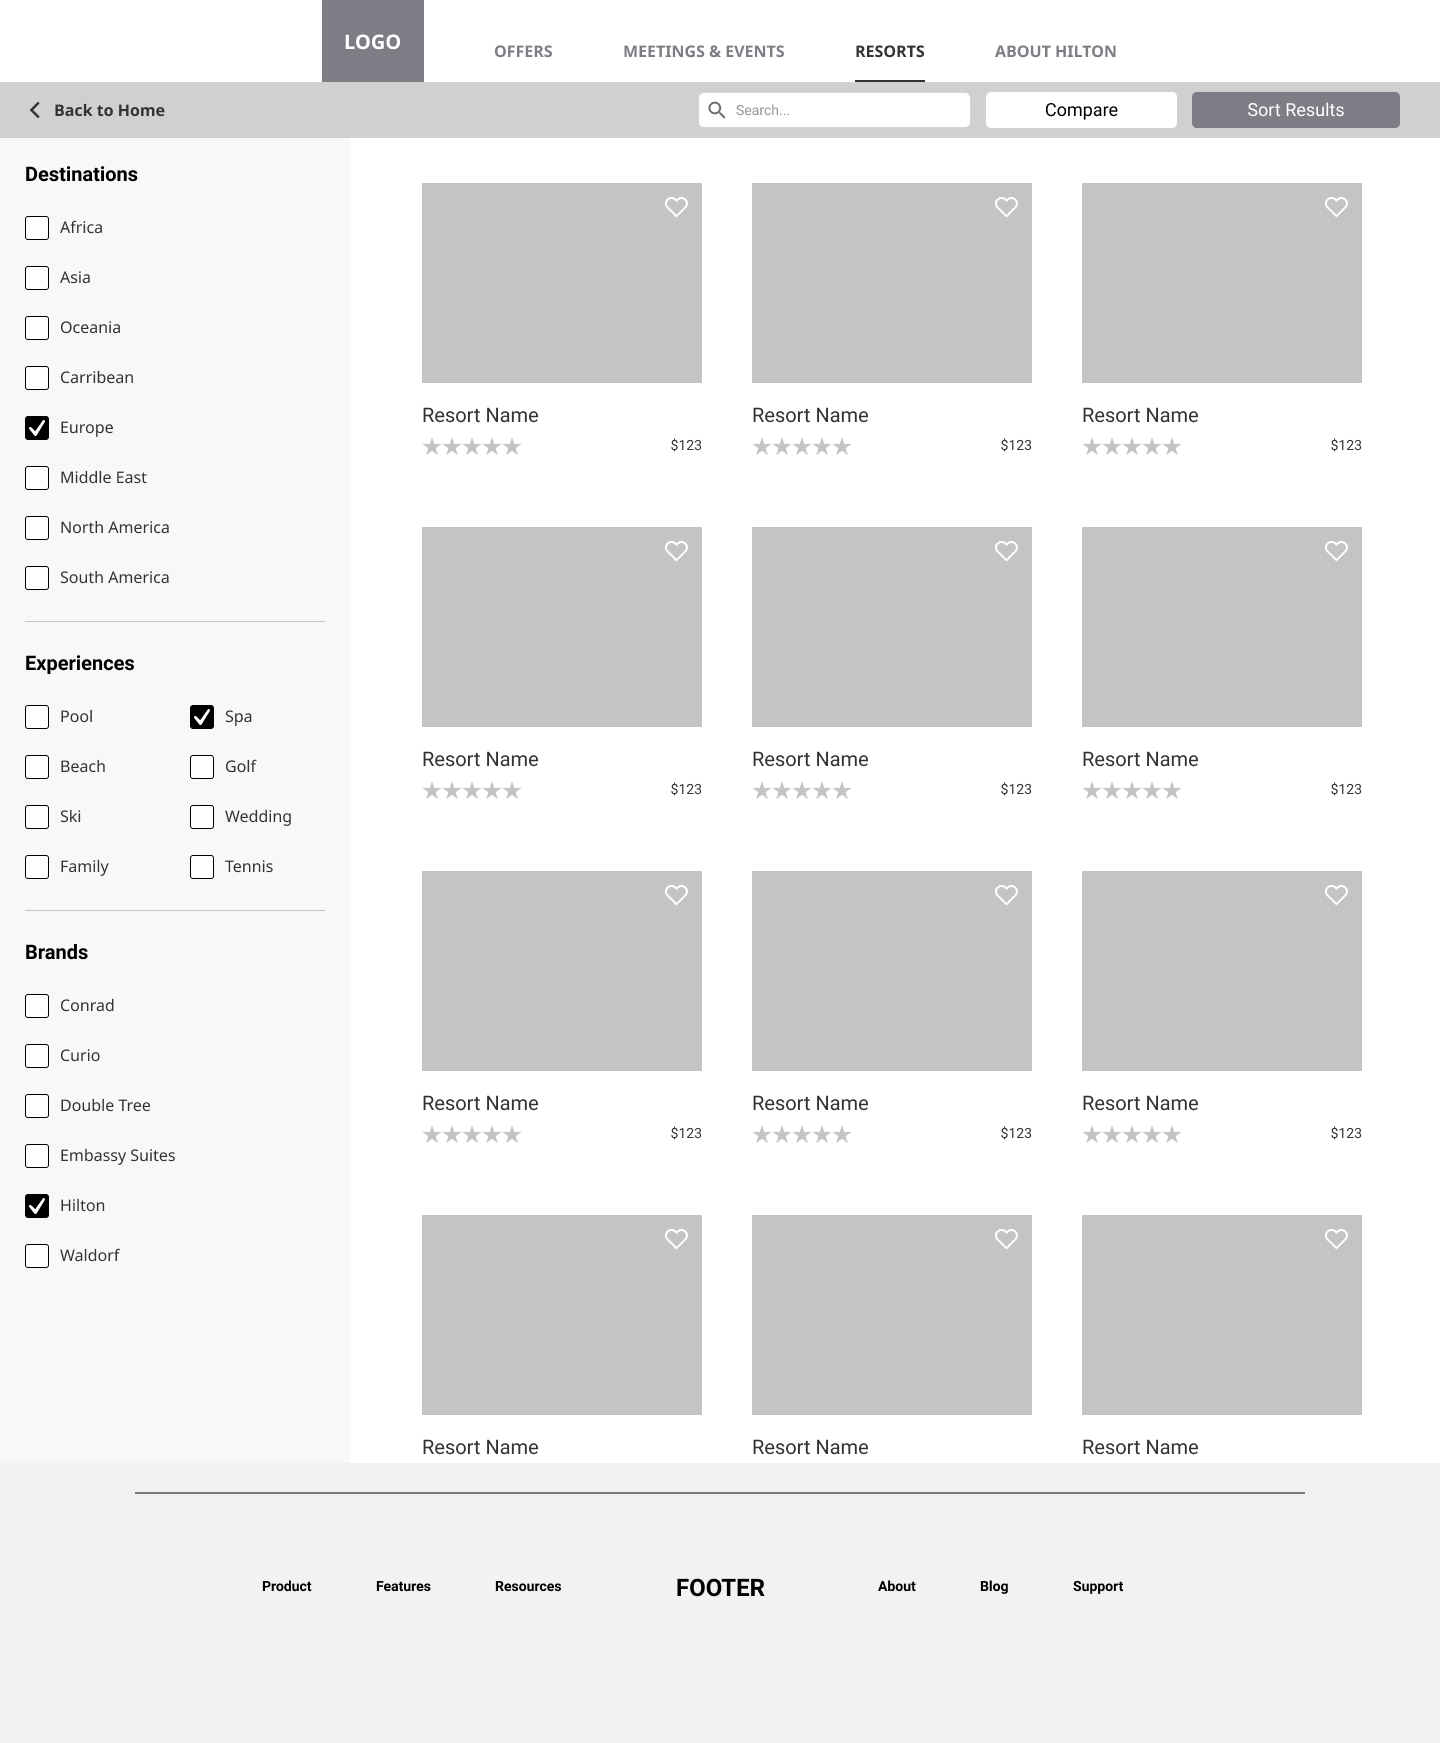 LOGO
OFFERS MEETINGS & EVENTS RESORTS ABOUT HILTON
Back to Home Search... Compare Sort Results
Destinations
Africa
Asia
Oceania
Carribean
Europe
Middle East
North America
South America
Experiences
Pool Spa
Beach Golf
Ski Wedding
Family Tennis
Brands
Conrad
Curio
Double Tree
Embassy Suites
Hilton
Waldorf
Resort Name Resort Name Resort Name
$123 $123 $123
Resort Name Resort Name Resort Name
$123 $123 $123
Resort Name Resort Name Resort Name
$123 $123 $123
Resort Name Resort Name Resort Name
Product Features Resources FOOTER About Blog Support